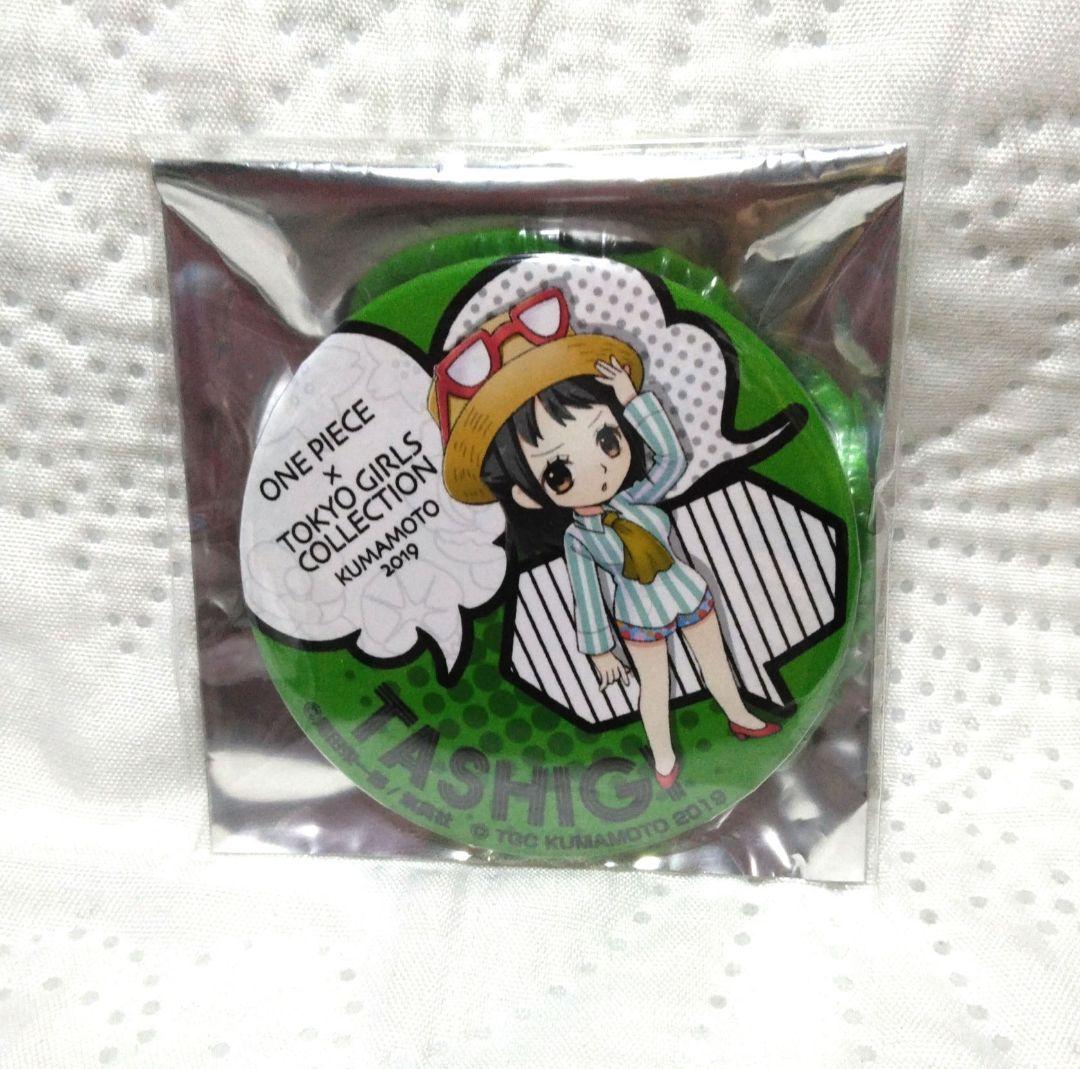 ONE PIECE
×
TOKYO GIRLS
COLLECTION
KUMAMOTO
2019
TASHIGI
© TGC KUMAMOTO 2019